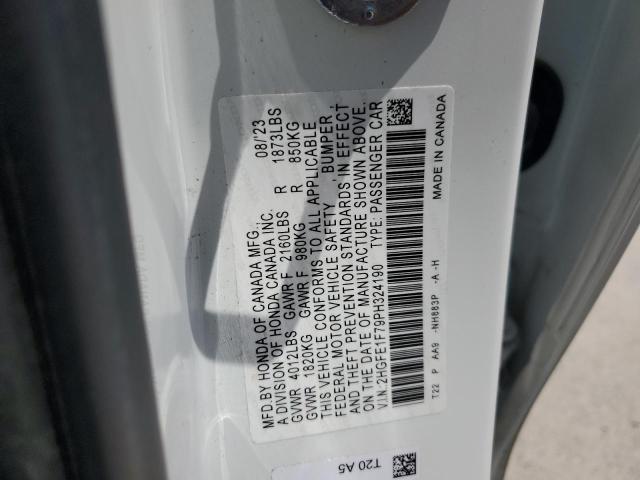 MFD.BY HONDA OF CANADA MFG., 08/23
A DIVISION OF HONDA CANADA INC.
GVWR 4012LBS GAWR F 2160LBS R 1873LBS
GVWR 1820KG GAWR F 980KG R 850KG
THIS VEHICLE CONFORMS TO ALL APPLICABLE
FEDERAL MOTOR VEHICLE SAFETY , BUMPER ,
AND THEFT PREVENTION STANDARDS IN EFFECT
ON THE DATE OF MANUFACTURE SHOWN ABOVE.
V.I.N.:2HGFE1F79PH324190 TYPE: PASSENGER CAR
T22 P AA9 -NH883P -A -H MADE IN CANADA
T20 A5